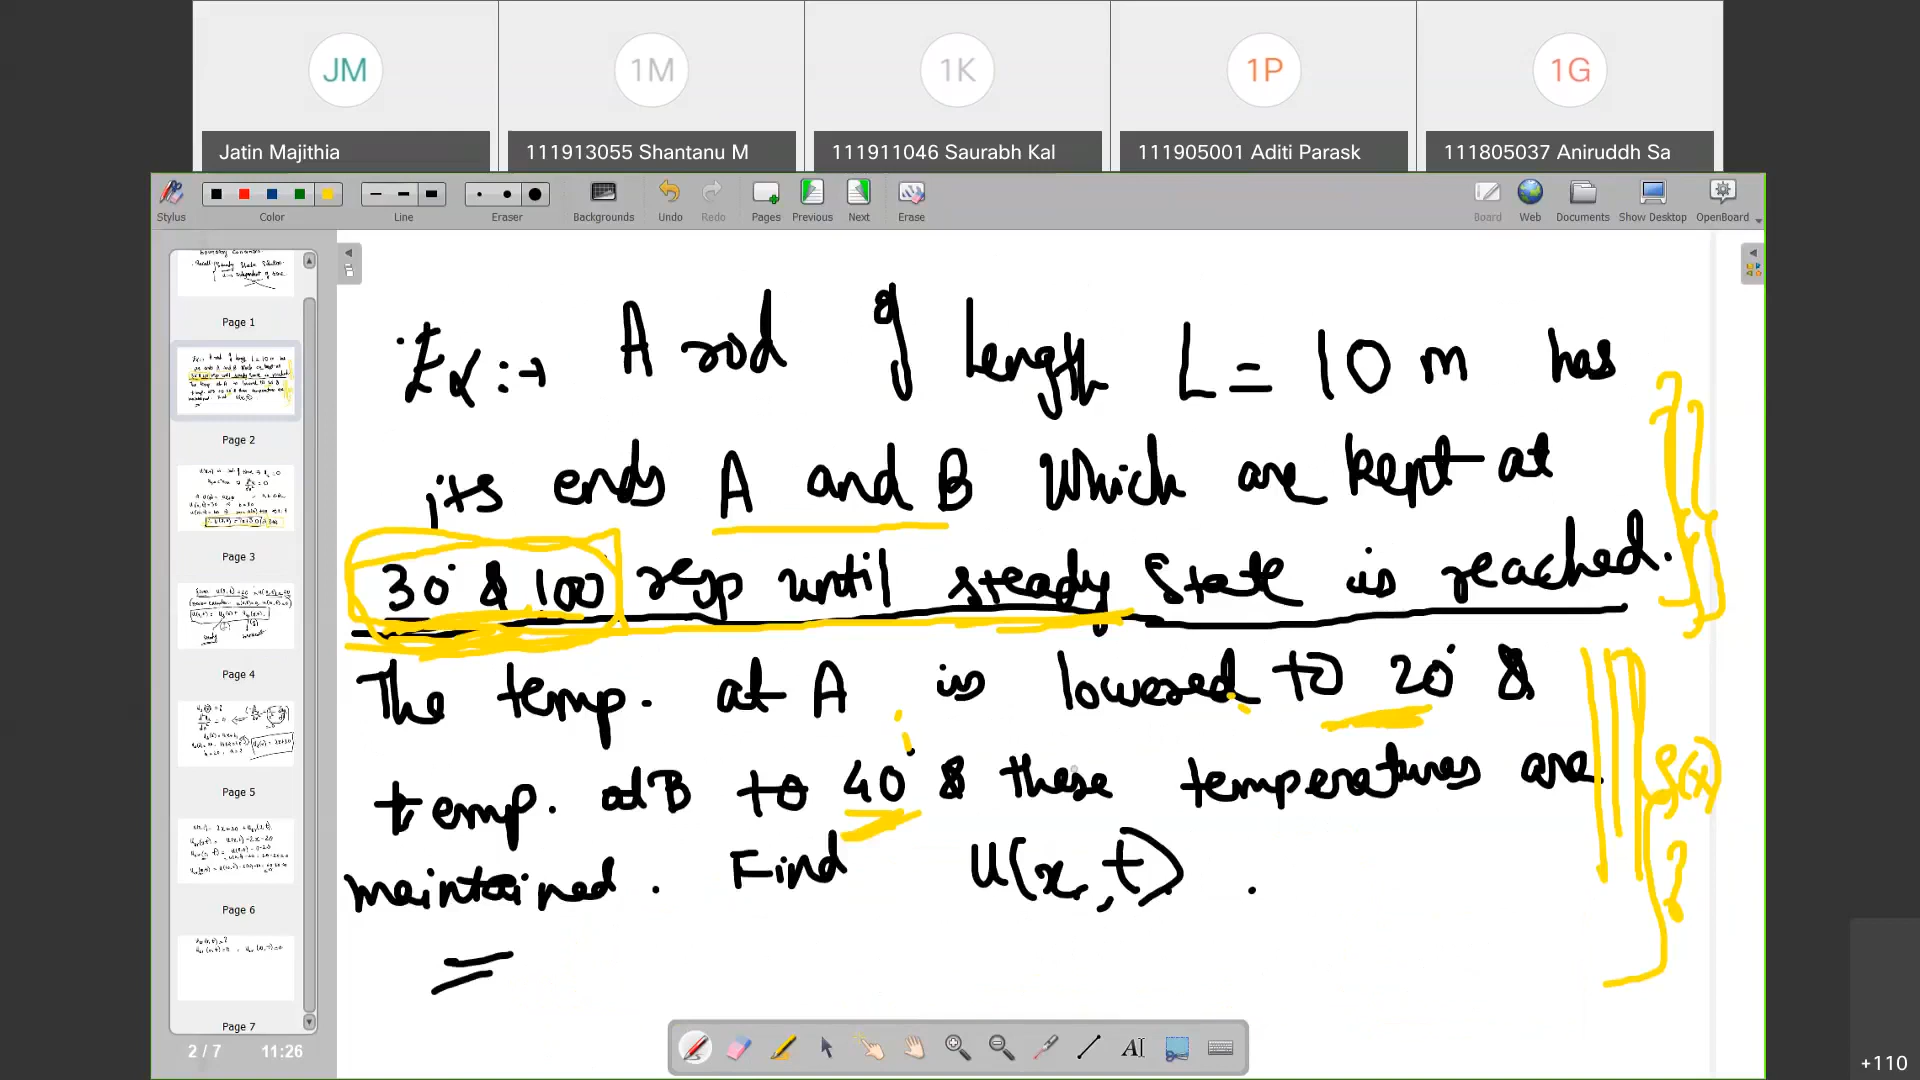 JM
1M
1K
1P
1G
Jatin Majithia
111913055 Shantanu M
111911046 Saurabh Kal
111905001 Aditi Parask
111805037 Aniruddh Sa
Stylus
Color
Line
Eraser
Backgrounds
Undo
Redo
Pages
Previous
Next
Erase
Board
Web
Documents
Show Desktop
OpenBoard
Page 1
Page 2
Page 3
Page 4
Page 5
Page 6
Page 7
2 / 7
11:26
Ex:→ A rod of length L = 10 m has
its ends A and B which are kept at
30° & 100 resp until steady state is reached.
The temp. at A is lowered to 20° &
temp. at B to 40° & these temperatures are
maintained. Find U(x,t).
f(x)
?
+110